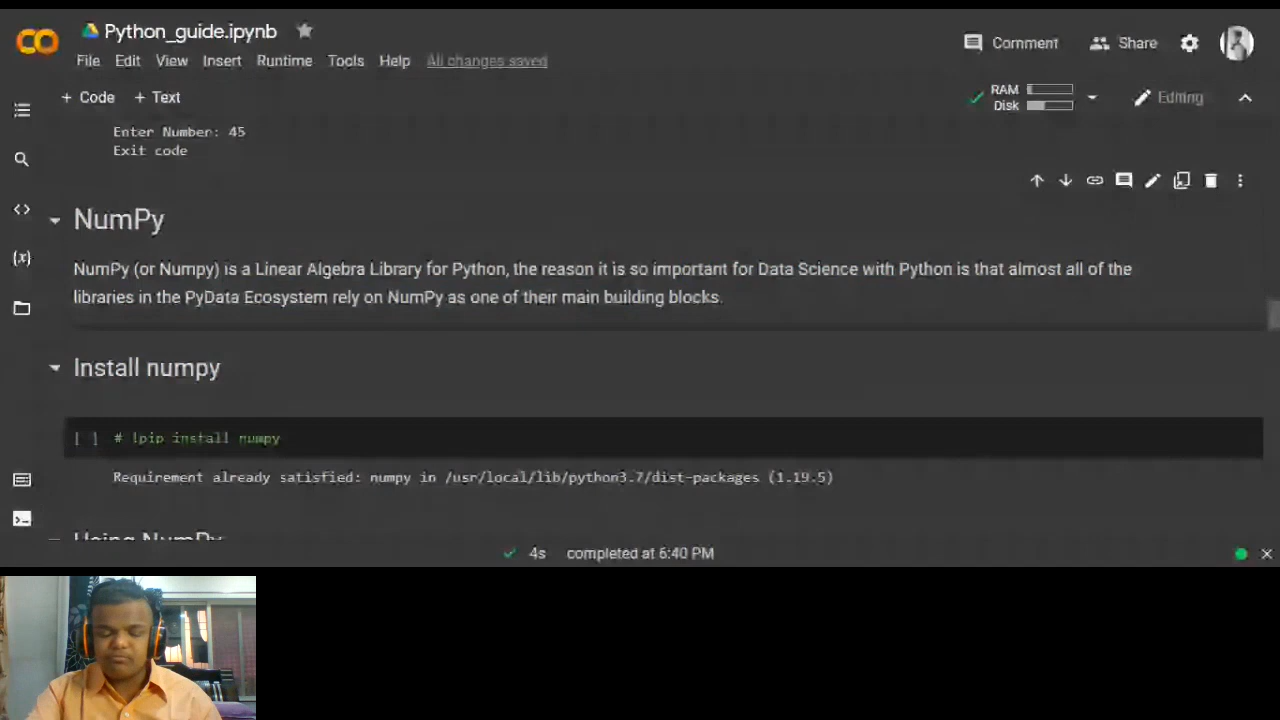 CO Python_guide.ipynb
File Edit View Insert Runtime Tools Help All changes saved
Comment Share
+ Code + Text
RAM
Disk
Editing
Enter Number: 45
Exit code
NumPy
NumPy (or Numpy) is a Linear Algebra Library for Python, the reason it is so important for Data Science with Python is that almost all of the
libraries in the PyData Ecosystem rely on NumPy as one of their main building blocks.
Install numpy
[ ] # !pip install numpy
Requirement already satisfied: numpy in /usr/local/lib/python3.7/dist-packages (1.19.5)
Using NumPy
4s completed at 6:40 PM